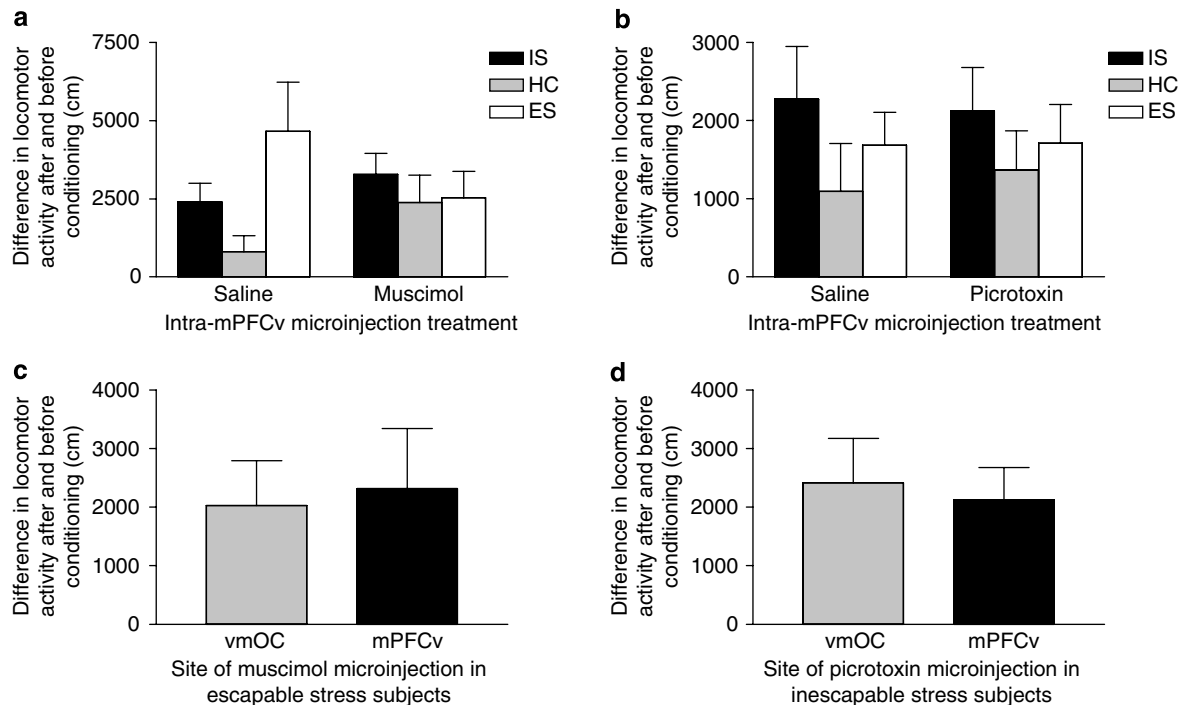 a
Difference in locomotor
activity after and before
conditioning (cm)
7500
5000
2500
0
IS
HC
ES
Saline
Muscimol
Intra-mPFCv microinjection treatment
b
Difference in locomotor
activity after and before
conditioning (cm)
3000
2000
1000
0
IS
HC
ES
Saline
Picrotoxin
Intra-mPFCv microinjection treatment
c
Difference in locomotor
activity after and before
conditioning (cm)
4000
3000
2000
1000
0
vmOC
mPFCv
Site of muscimol microinjection in
escapable stress subjects
d
Difference in locomotor
activity after and before
conditioning (cm)
4000
3000
2000
1000
0
vmOC
mPFCv
Site of picrotoxin microinjection in
inescapable stress subjects